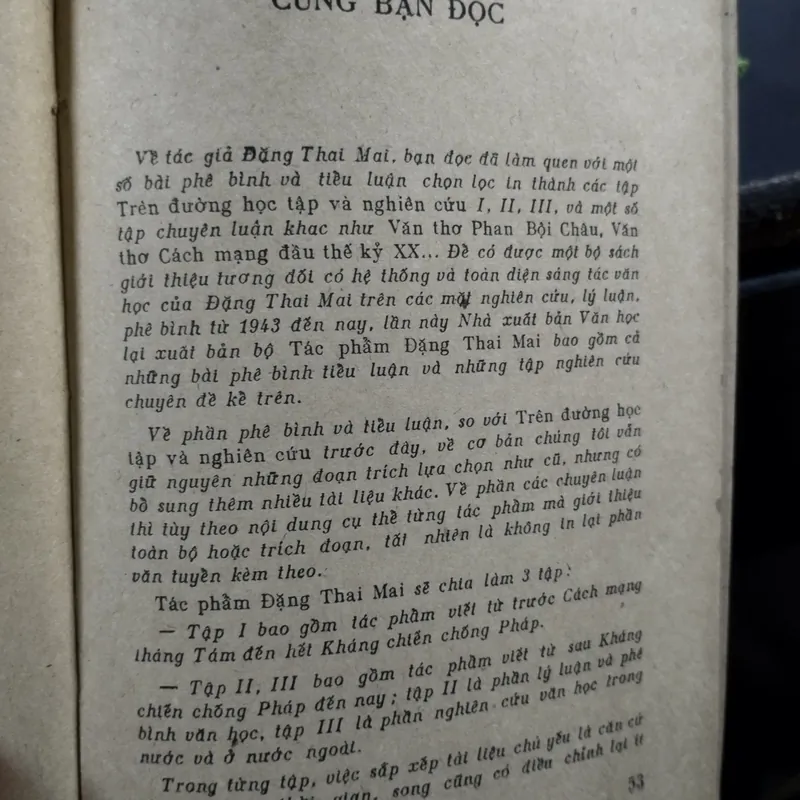 CÙNG BẠN ĐỌC
Về tác giả Đặng Thai Mai, bạn đọc đã làm quen với một
số bài phê bình và tiểu luận chọn lọc in thành các tập
Trên đường học tập và nghiên cứu I, II, III, và một số
tập chuyên luận khac như Văn thơ Phan Bội Châu, Văn
thơ Cách mạng đầu thế kỷ XX... Để có được một bộ sách
giới thiệu tương đối có hệ thống và toàn diện sáng tác văn
học của Đặng Thai Mai trên các mặt nghiên cứu, lý luận,
phê bình từ 1943 đến nay, lần này Nhà xuất bản Văn học
lại xuất bản bộ Tác phẩm Đặng Thai Mai bao gồm cả
những bài phê bình tiểu luận và những tập nghiên cứu
chuyên đề kể trên.
Về phần phê bình và tiểu luận, so với Trên đường học
tập và nghiên cứu trước đây, về cơ bản chúng tôi vẫn
giữ nguyên những đoạn trích lựa chọn như cũ, nhưng có
bổ sung thêm nhiều tài liệu khác. Về phần các chuyên luận
thì tùy theo nội dung cụ thể từng tác phẩm mà giới thiệu
toàn bộ hoặc trích đoạn, tất nhiên là không in lại phần
văn tuyển kèm theo.
Tác phẩm Đặng Thai Mai sẽ chia làm 3 tập:
— Tập I bao gồm tác phẩm viết từ trước Cách mạng
tháng Tám đến hết Kháng chiến chống Pháp.
— Tập II, III bao gồm tác phẩm viết từ sau Kháng
chiến chống Pháp đến nay; tập II là phần lý luận và phê
bình văn học, tập III là phần nghiên cứu văn học trong
nước và ở nước ngoài.
Trong từng tập, việc sắp xếp tài liệu chủ yếu là căn cứ
gian, song cũng có điều chỉnh lại ít
53